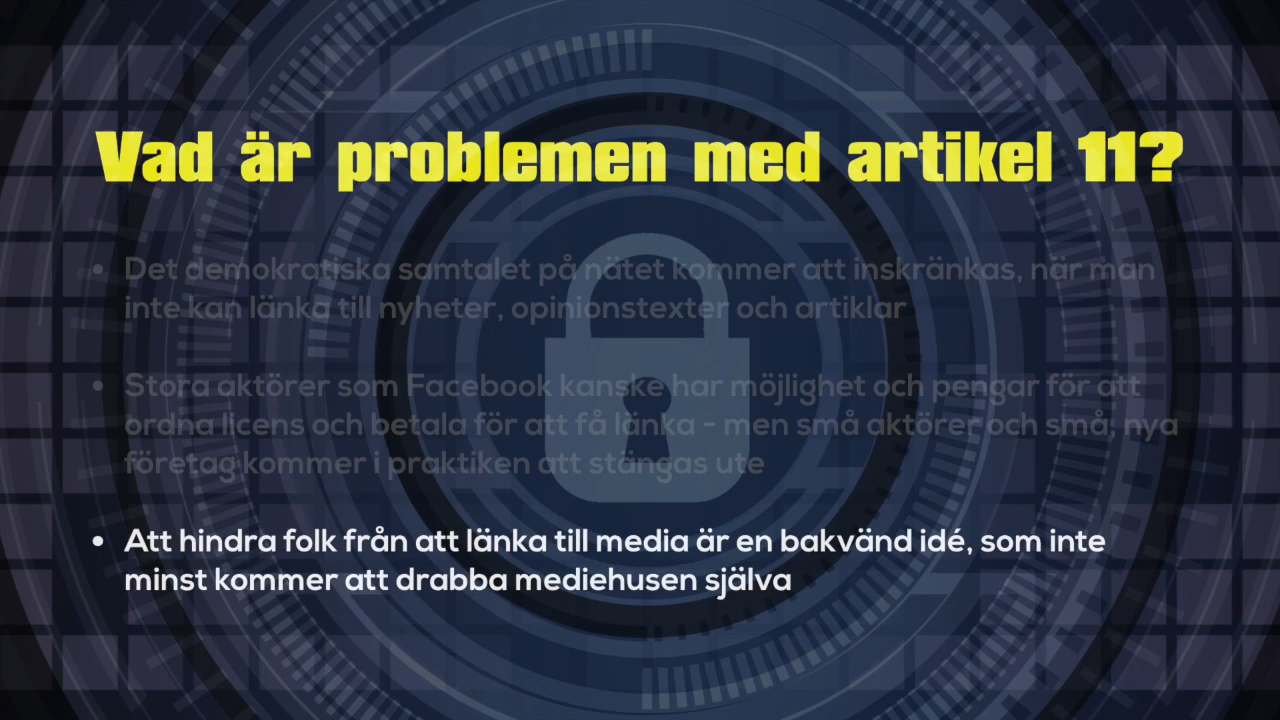 Vad är problemen med artikel 11?
• Det demokratiska samtalet på nätet kommer att inskränkas, när man
inte kan länka till nyheter, opinionstexter och artiklar
• Stora aktörer som Facebook kanske har möjlighet och pengar för att
ordna licens och betala för att få länka - men små aktörer och små, nya
företag kommer i praktiken att stängas ute
• Att hindra folk från att länka till media är en bakvänd idé, som inte
minst kommer att drabba mediehusen själva